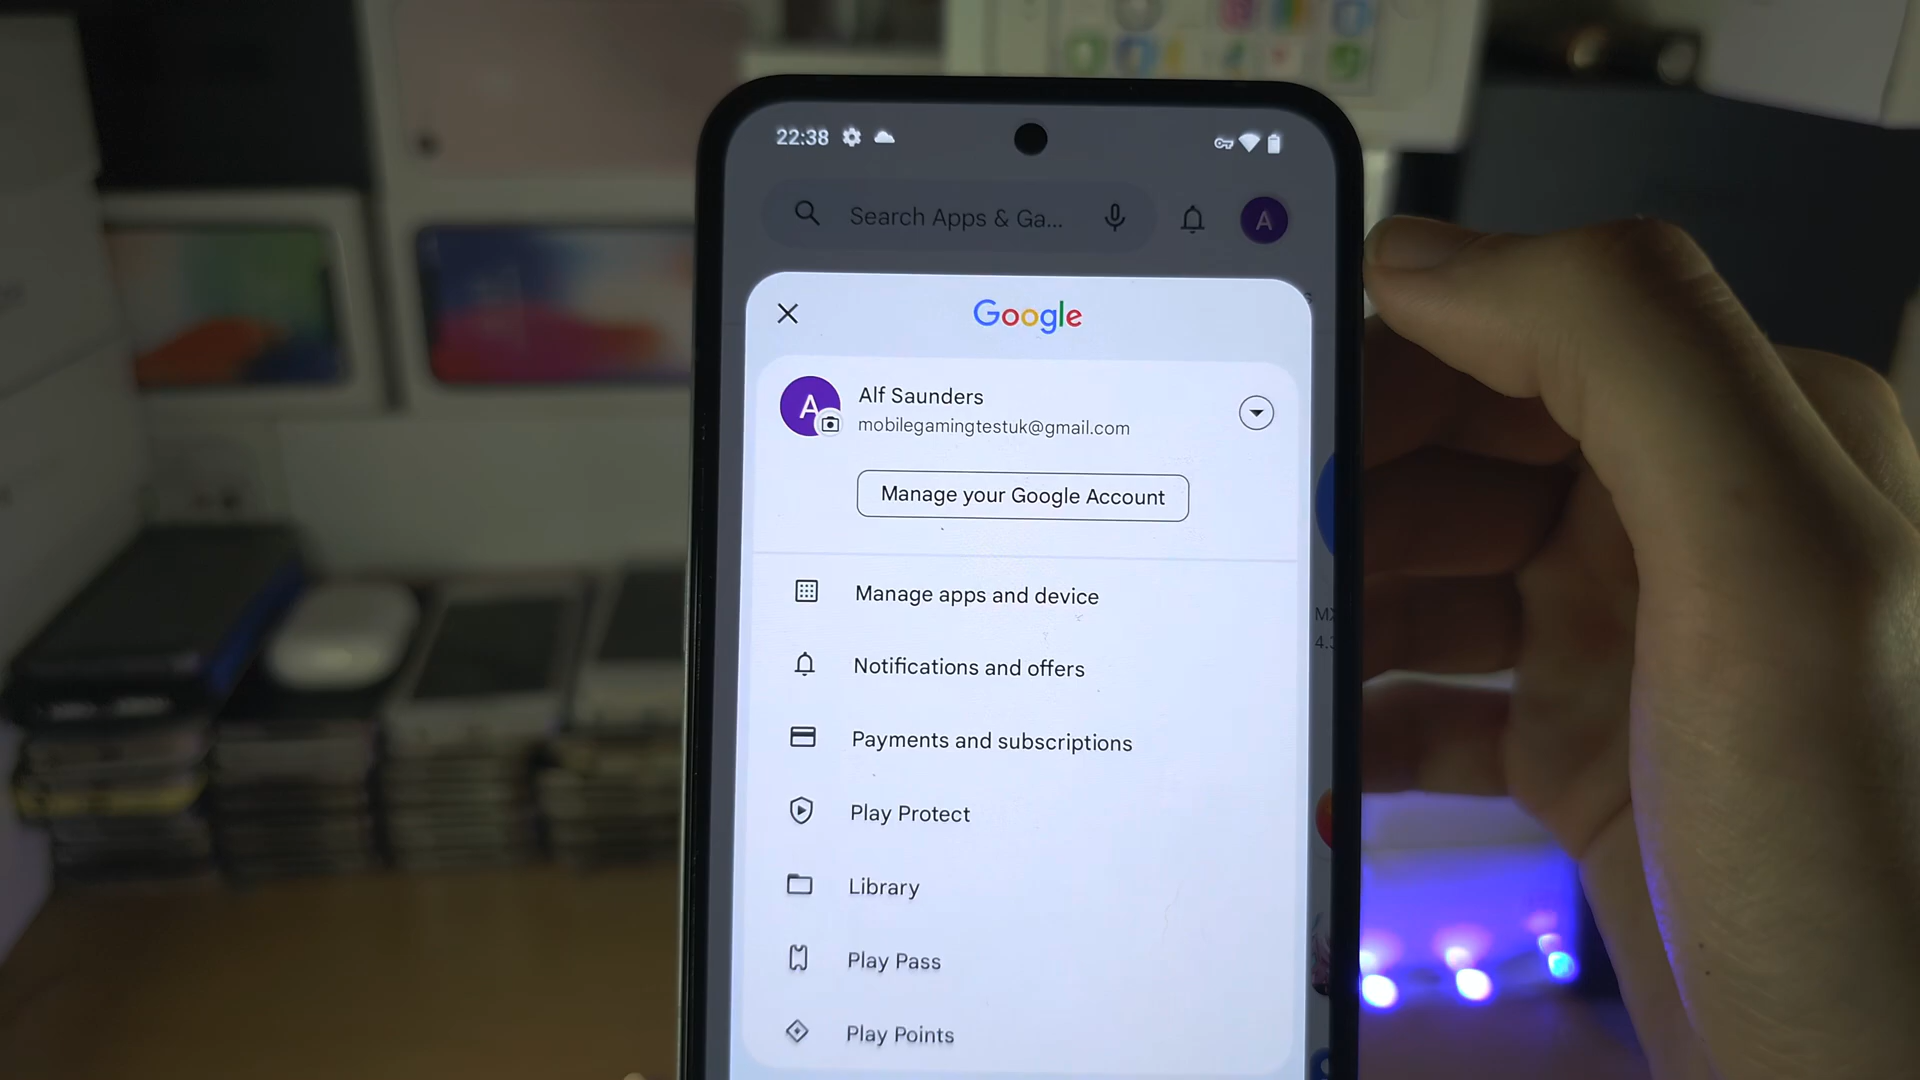 22:38
Search Apps & Ga...
A
Google
A
Alf Saunders
mobilegamingtestuk@gmail.com
Manage your Google Account
Manage apps and device
Notifications and offers
Payments and subscriptions
Play Protect
Library
Play Pass
Play Points